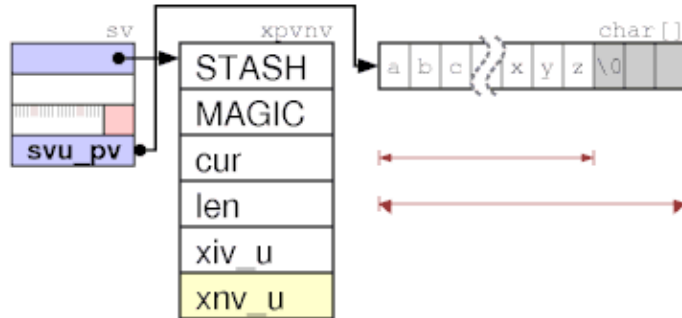 sv
svu_pv
xpvnv
STASH
MAGIC
cur
len
xiv_u
xnv_u
char[]
a b c x y z \0